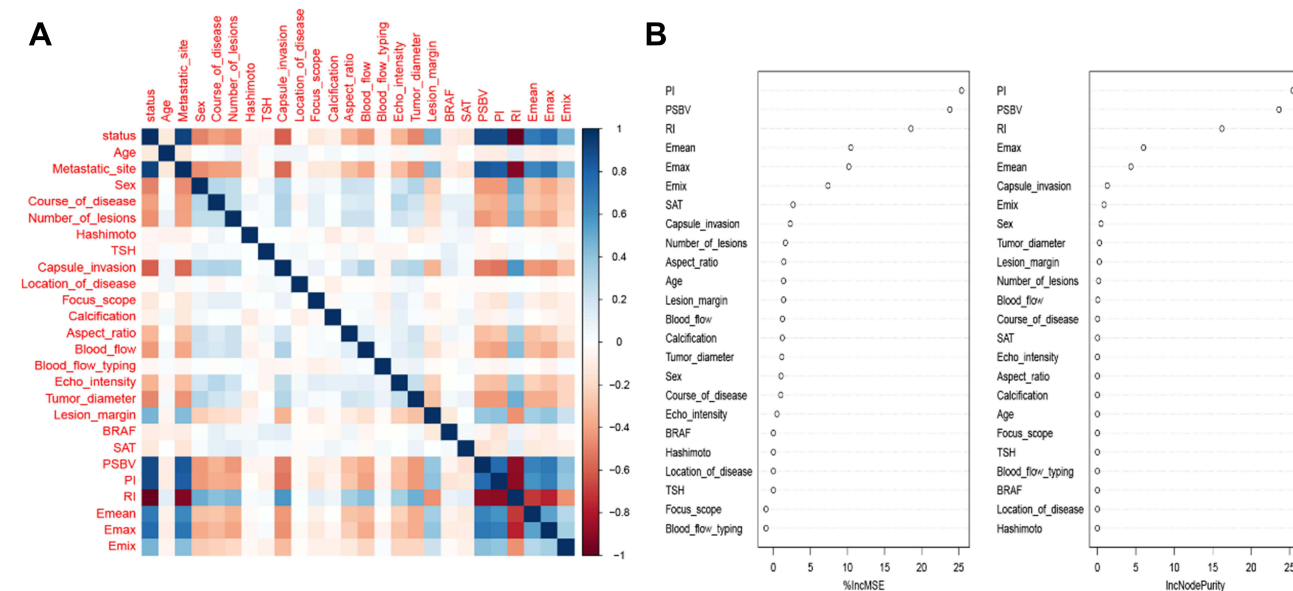 A
B
status
Age
Metastatic_site
Sex
Course_of_disease
Number_of_lesions
Hashimoto
TSH
Capsule_invasion
Location_of_disease
Focus_scope
Calcification
Aspect_ratio
Blood_flow
Blood_flow_typing
Echo_intensity
Tumor_diameter
Lesion_margin
BRAF
SAT
PSBV
PI
RI
Emean
Emax
Emix
status
Age
Metastatic_site
Sex
Course_of_disease
Number_of_lesions
Hashimoto
TSH
Capsule_invasion
Location_of_disease
Focus_scope
Calcification
Aspect_ratio
Blood_flow
Blood_flow_typing
Echo_intensity
Tumor_diameter
Lesion_margin
BRAF
SAT
PSBV
PI
RI
Emean
Emax
Emix
1
0.8
0.6
0.4
0.2
0
−0.2
−0.4
−0.6
−0.8
−1
PI
PSBV
RI
Emean
Emax
Emix
SAT
Capsule_invasion
Number_of_lesions
Aspect_ratio
Age
Lesion_margin
Blood_flow
Calcification
Tumor_diameter
Sex
Course_of_disease
Echo_intensity
BRAF
Hashimoto
Location_of_disease
TSH
Focus_scope
Blood_flow_typing
0 5 10 15 20 25
%IncMSE
PI
PSBV
RI
Emax
Emean
Capsule_invasion
Emix
Sex
Tumor_diameter
Lesion_margin
Number_of_lesions
Blood_flow
Course_of_disease
SAT
Echo_intensity
Aspect_ratio
Calcification
Age
Focus_scope
TSH
Blood_flow_typing
BRAF
Location_of_disease
Hashimoto
0 5 10 15 20 25
IncNodePurity